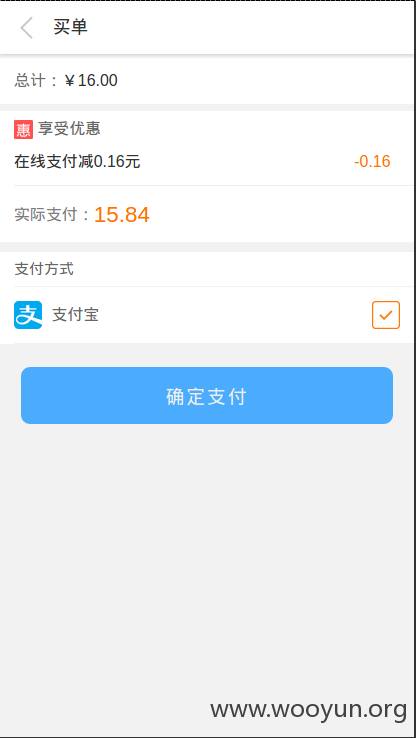 买单
总计：￥16.00
惠 享受优惠
在线支付减0.16元 -0.16
实际支付：15.84
支付方式
支 支付宝
确定支付
www.wooyun.org